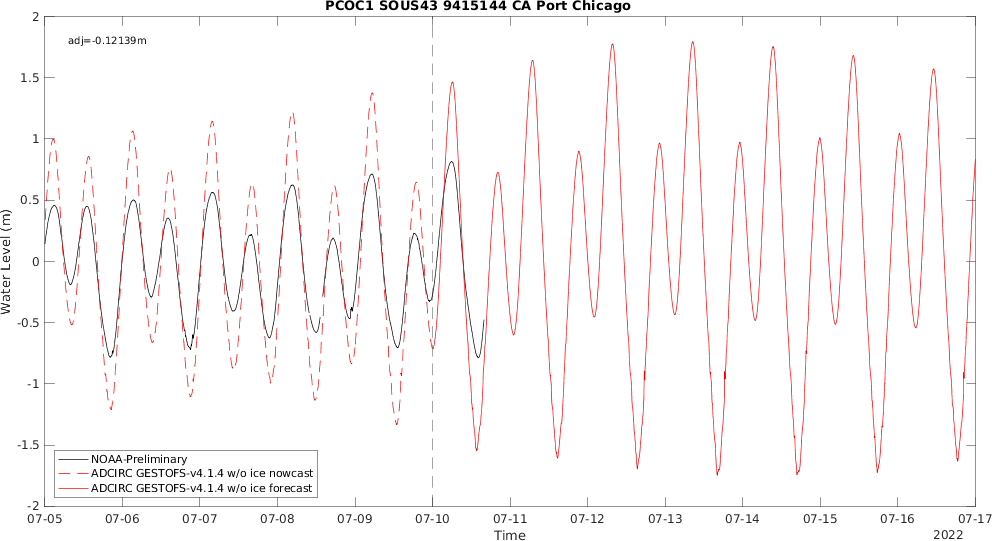 PCOC1 SOUS43 9415144 CA Port Chicago
adj=-0.12139m
Water Level (m)
2
1.5
1
0.5
0
-0.5
-1
-1.5
-2
NOAA-Preliminary
ADCIRC GESTOFS-v4.1.4 w/o ice nowcast
ADCIRC GESTOFS-v4.1.4 w/o ice forecast
07-05 07-06 07-07 07-08 07-09 07-10 07-11 07-12 07-13 07-14 07-15 07-16 07-17
Time
2022